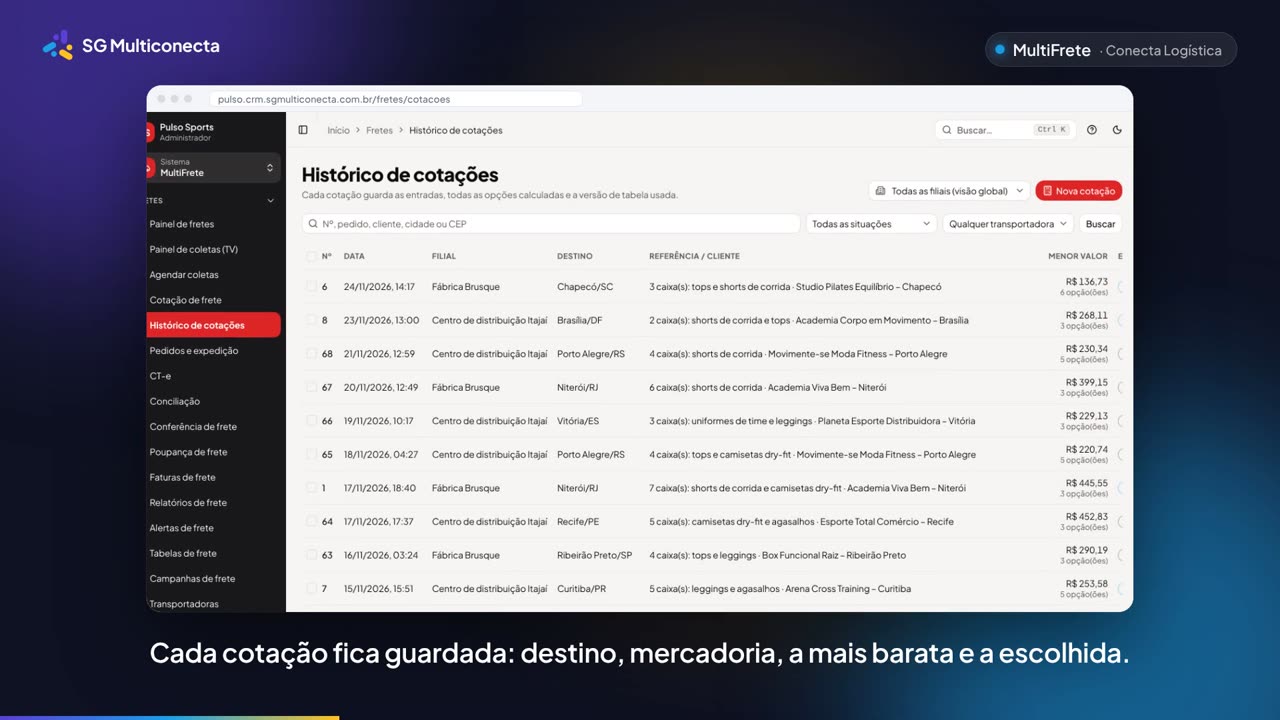 SG Multiconecta
MultiFrete · Conecta Logística
pulso.crm.sgmulticonecta.com.br/fretes/cotacoes
Pulso Sports
Administrador
Sistema
MultiFrete
Painel de fretes
Painel de coletas (TV)
Agendar coletas
Cotação de frete
Histórico de cotações
Pedidos e expedição
CT-e
Conciliação
Conferência de frete
Poupança de frete
Faturas de frete
Relatórios de frete
Alertas de frete
Tabelas de frete
Campanhas de frete
Transportadoras
Início > Fretes > Histórico de cotações
Buscar... Ctrl K
Histórico de cotações
Cada cotação guarda as entradas, todas as opções calculadas e a versão de tabela usada.
Todas as filiais (visão global)
Nova cotação
Nº, pedido, cliente, cidade ou CEP
Todas as situações
Qualquer transportadora
Buscar
Nº DATA FILIAL DESTINO REFERÊNCIA / CLIENTE MENOR VALOR E
6 24/11/2026, 14:17 Fábrica Brusque Chapecó/SC 3 caixa(s): tops e shorts de corrida · Studio Pilates Equilíbrio – Chapecó R$ 136,73
6 opção(ões)
8 23/11/2026, 13:00 Centro de distribuição Itajaí Brasília/DF 2 caixa(s): shorts de corrida e tops · Academia Corpo em Movimento – Brasília R$ 268,11
3 opção(ões)
68 21/11/2026, 12:59 Centro de distribuição Itajaí Porto Alegre/RS 4 caixa(s): shorts de corrida · Movimente-se Moda Fitness – Porto Alegre R$ 230,34
5 opção(ões)
67 20/11/2026, 12:49 Fábrica Brusque Niterói/RJ 6 caixa(s): shorts de corrida · Academia Viva Bem – Niterói R$ 399,15
3 opção(ões)
66 19/11/2026, 10:17 Centro de distribuição Itajaí Vitória/ES 3 caixa(s): uniformes de time e leggings · Planeta Esporte Distribuidora – Vitória R$ 229,13
3 opção(ões)
65 18/11/2026, 04:27 Centro de distribuição Itajaí Porto Alegre/RS 4 caixa(s): tops e camisetas dry-fit · Movimente-se Moda Fitness – Porto Alegre R$ 220,74
5 opção(ões)
1 17/11/2026, 18:40 Fábrica Brusque Niterói/RJ 7 caixa(s): shorts de corrida e camisetas dry-fit · Academia Viva Bem – Niterói R$ 445,55
3 opção(ões)
64 17/11/2026, 17:37 Centro de distribuição Itajaí Recife/PE 5 caixa(s): camisetas dry-fit e agasalhos · Esporte Total Comércio – Recife R$ 452,83
3 opção(ões)
63 16/11/2026, 03:24 Fábrica Brusque Ribeirão Preto/SP 4 caixa(s): tops e leggings · Box Funcional Raiz – Ribeirão Preto R$ 290,19
3 opção(ões)
7 15/11/2026, 15:51 Centro de distribuição Itajaí Curitiba/PR 5 caixa(s): leggings e agasalhos · Arena Cross Training – Curitiba R$ 253,58
5 opção(ões)
Cada cotação fica guardada: destino, mercadoria, a mais barata e a escolhida.